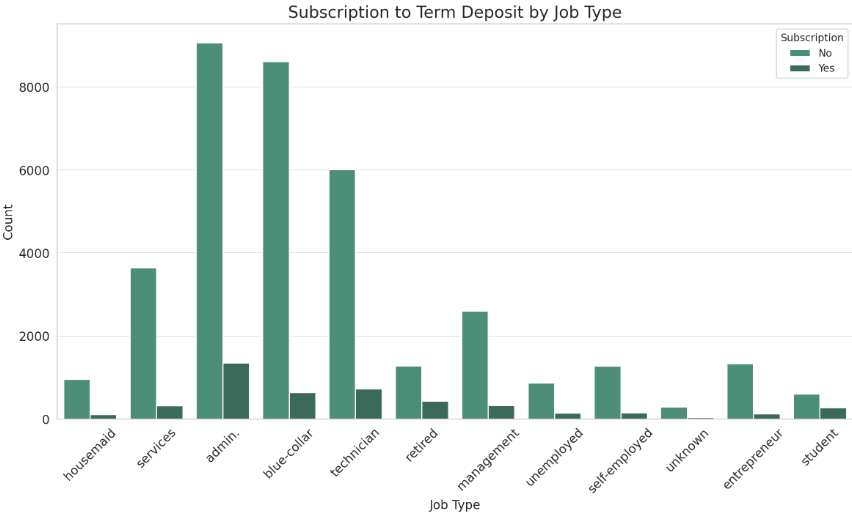 Subscription to Term Deposit by Job Type
Subscription
No
Yes
Count
8000
6000
4000
2000
0
housemaid
services
admin.
blue-collar
technician
retired
management
unemployed
self-employed
unknown
entrepreneur
student
Job Type